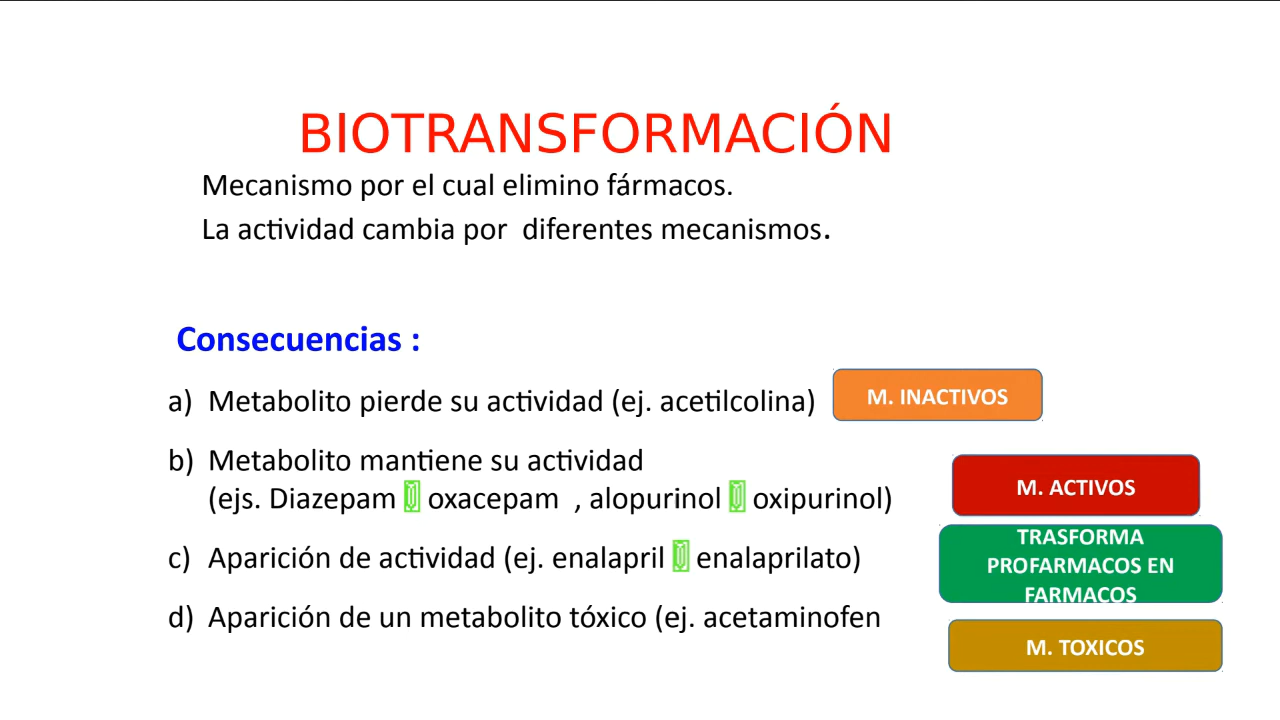 BIOTRANSFORMACIÓN
Mecanismo por el cual elimino fármacos.
La actividad cambia por  diferentes mecanismos.
Consecuencias :
a) Metabolito pierde su actividad (ej. acetilcolina)
M. INACTIVOS
b) Metabolito mantiene su actividad
(ejs. Diazepam oxacepam , alopurinol oxipurinol)
M. ACTIVOS
c) Aparición de actividad (ej. enalapril enalaprilato)
TRASFORMA
PROFARMACOS EN
FARMACOS
d) Aparición de un metabolito tóxico (ej. acetaminofen
M. TOXICOS